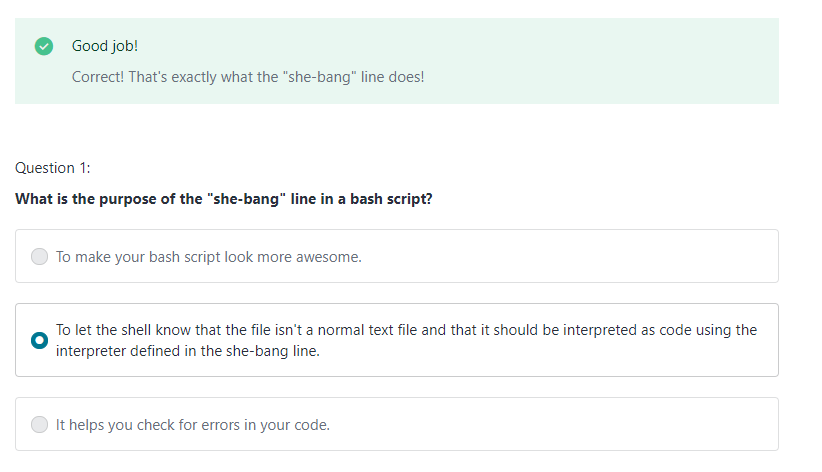 Good job!
Correct! That's exactly what the "she-bang" line does!
Question 1:
What is the purpose of the "she-bang" line in a bash script?
To make your bash script look more awesome.
To let the shell know that the file isn't a normal text file and that it should be interpreted as code using the
interpreter defined in the she-bang line.
It helps you check for errors in your code.